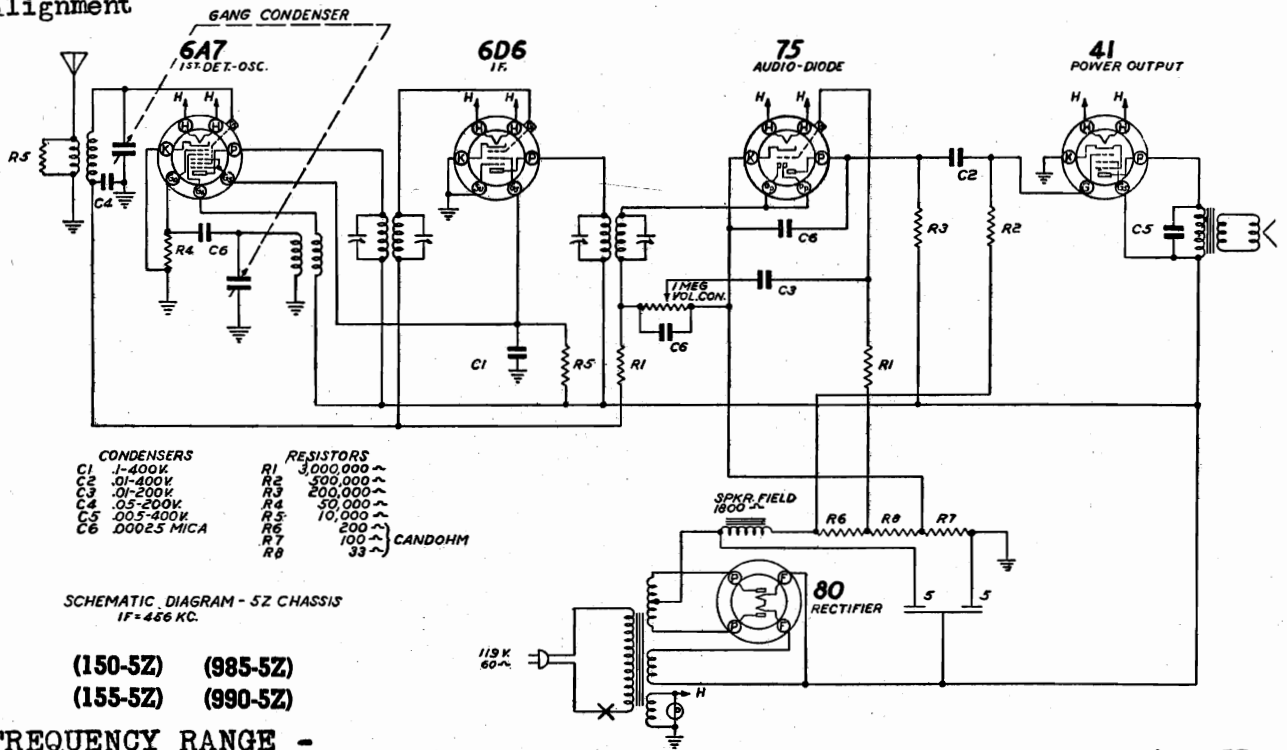 alignment
GANG CONDENSER
6A7
1ST. DET.-OSC.
6D6
I.F.
75
AUDIO-DIODE
41
POWER OUTPUT
H H
H H
H H
H H
K P
K P
K P
K P
R5
C4
R4
C6
C1
R5
R1
1 MEG
VOL. CON.
C6
C6
C3
R1
R3
C2
R2
C5
CONDENSERS
C1 .1-400V.
C2 .01-400V.
C3 .01-200V.
C4 .05-200V.
C5 .005-400V.
C6 .00025 MICA
RESISTORS
R1 3,000,000 ~
R2 500,000 ~
R3 200,000 ~
R4 50,000 ~
R5 10,000 ~
R6 200 ~
R7 100 ~
R8 33 ~
CANDOHM
SPKR. FIELD
1800 ~
R6 R8 R7
P F
P F
80
RECTIFIER
5 5
119 V.
60 ~
H
SCHEMATIC DIAGRAM - 5Z CHASSIS
IF=456 KC.
(150-5Z) (985-5Z)
(155-5Z) (990-5Z)
FREQUENCY RANGE -